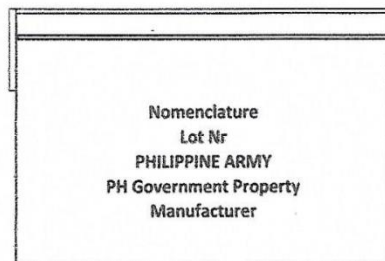 Nomenclature
Lot Nr
PHILIPPINE ARMY
PH Government Property
Manufacturer